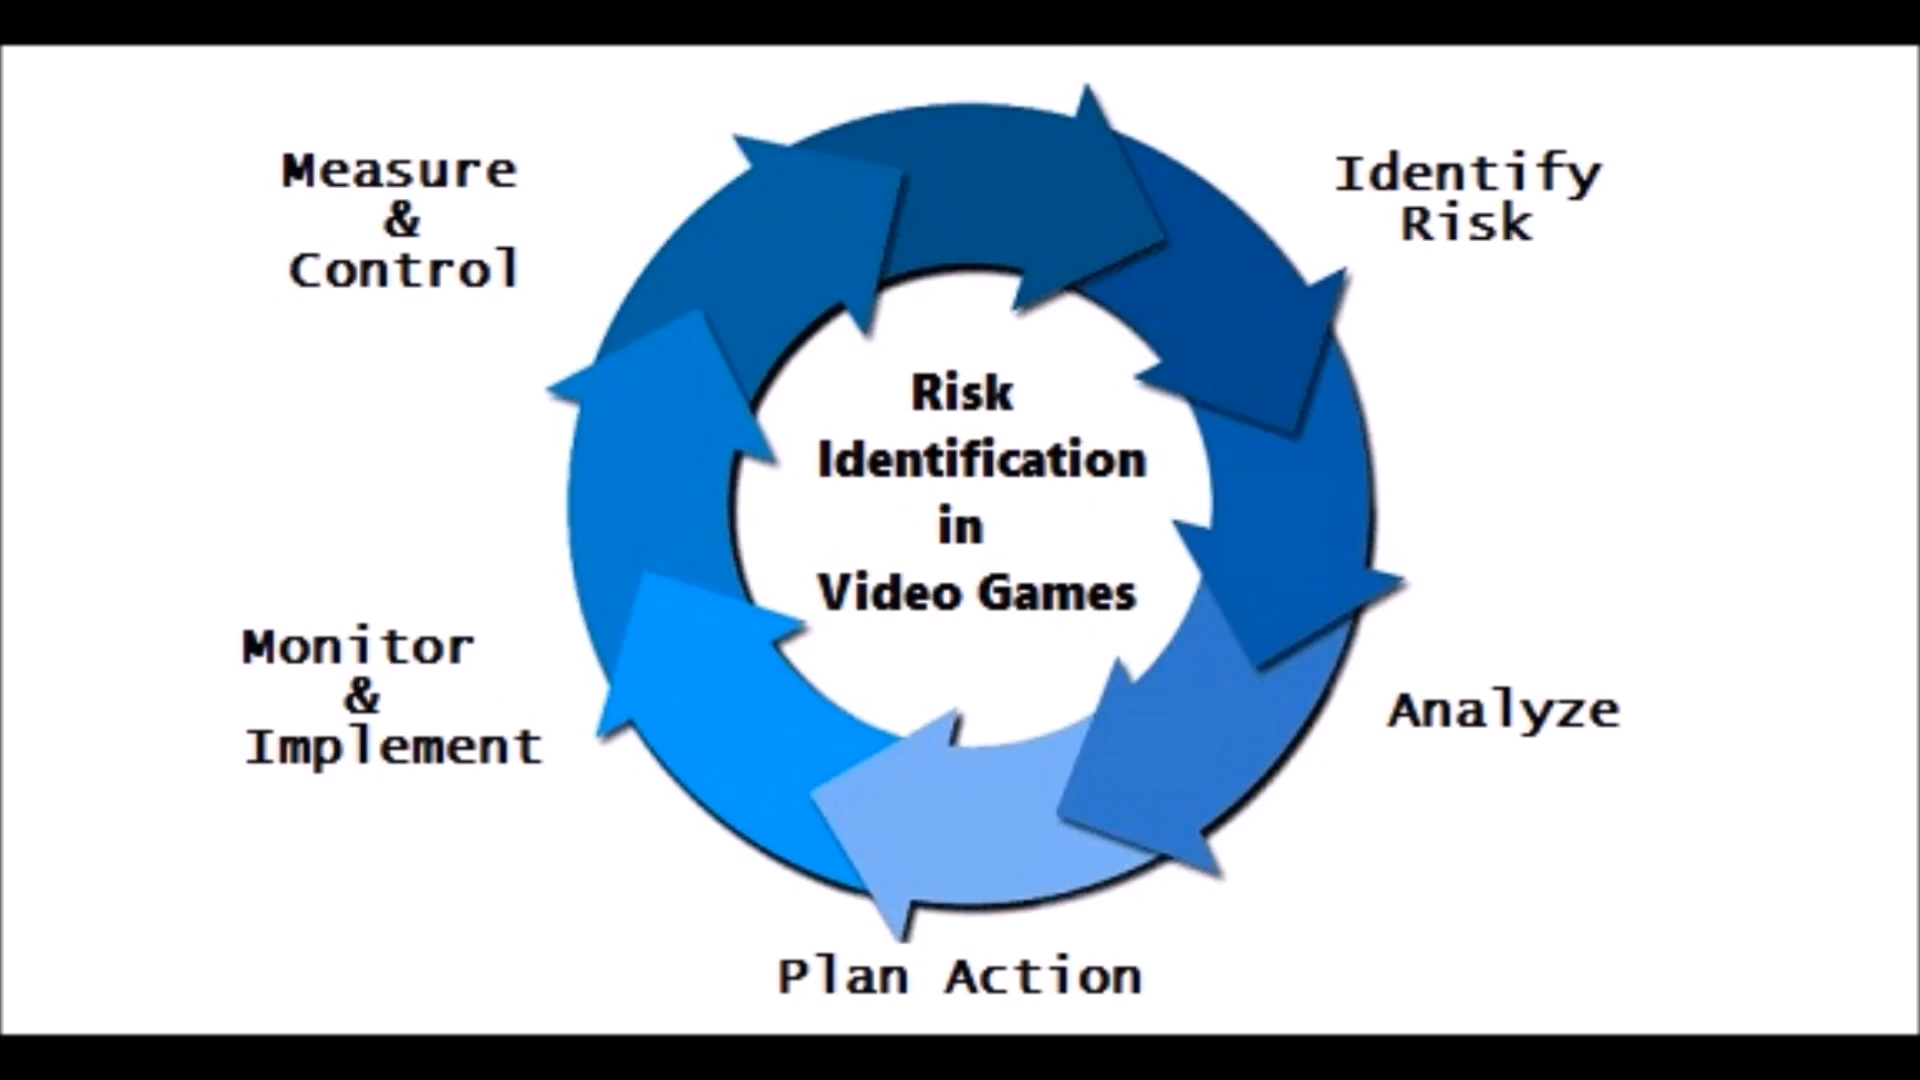 Risk
Identification
in
Video Games
Identify
Risk
Analyze
Plan Action
Monitor
&
Implement
Measure
&
Control